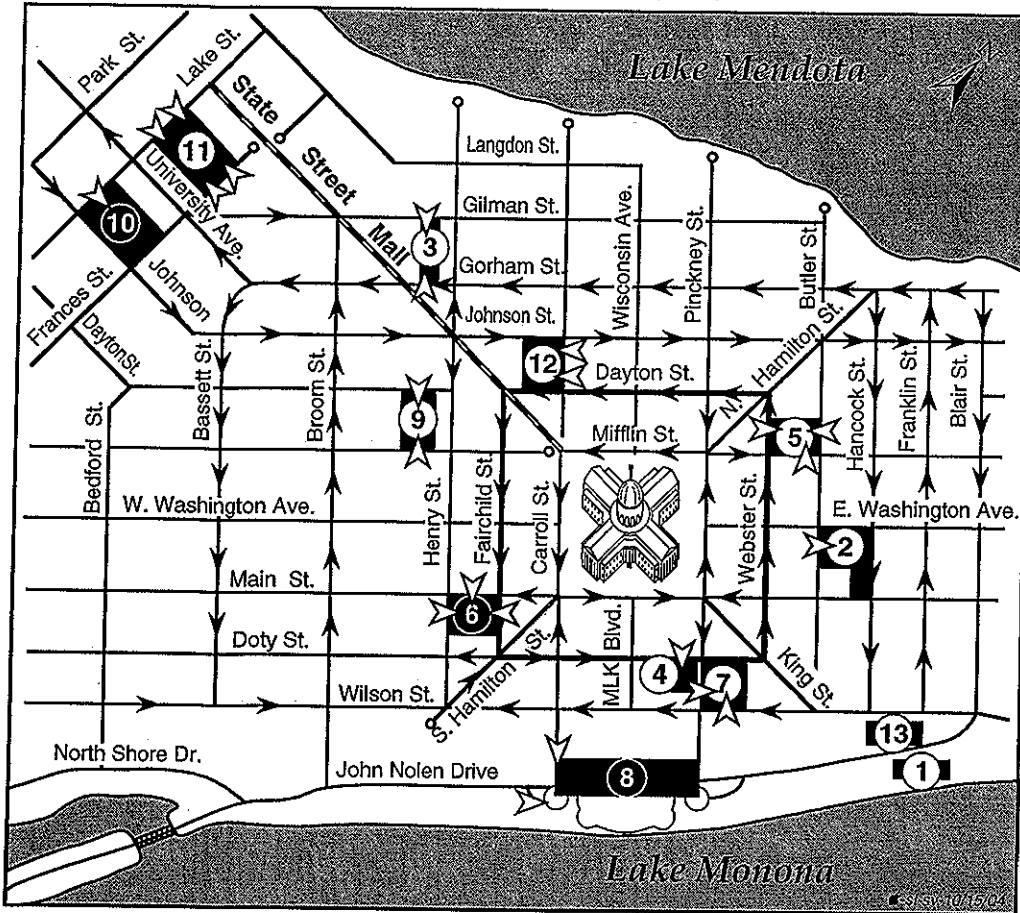 Park St.
Lake St.
State Street Mall
Lake Mendota
N
11
University Ave.
10
Langdon St.
Gilman St.
3
Gorham St.
Wisconsin Ave.
Pinckney St.
Butler St.
Frances St.
Johnson
Johnson St.
N. Hamilton St.
Dayton St.
Bassett St.
Broom St.
12
Dayton St.
Hancock St.
Franklin St.
Blair St.
9
5
Mifflin St.
Bedford St.
W. Washington Ave.
Henry St.
Fairchild St.
Carroll St.
Webster St.
E. Washington Ave.
2
Main St.
6
Doty St.
MLK Blvd.
4
7
King St.
Wilson St.
S. Hamilton St.
13
North Shore Dr.
John Nolen Drive
8
1
Lake Monona